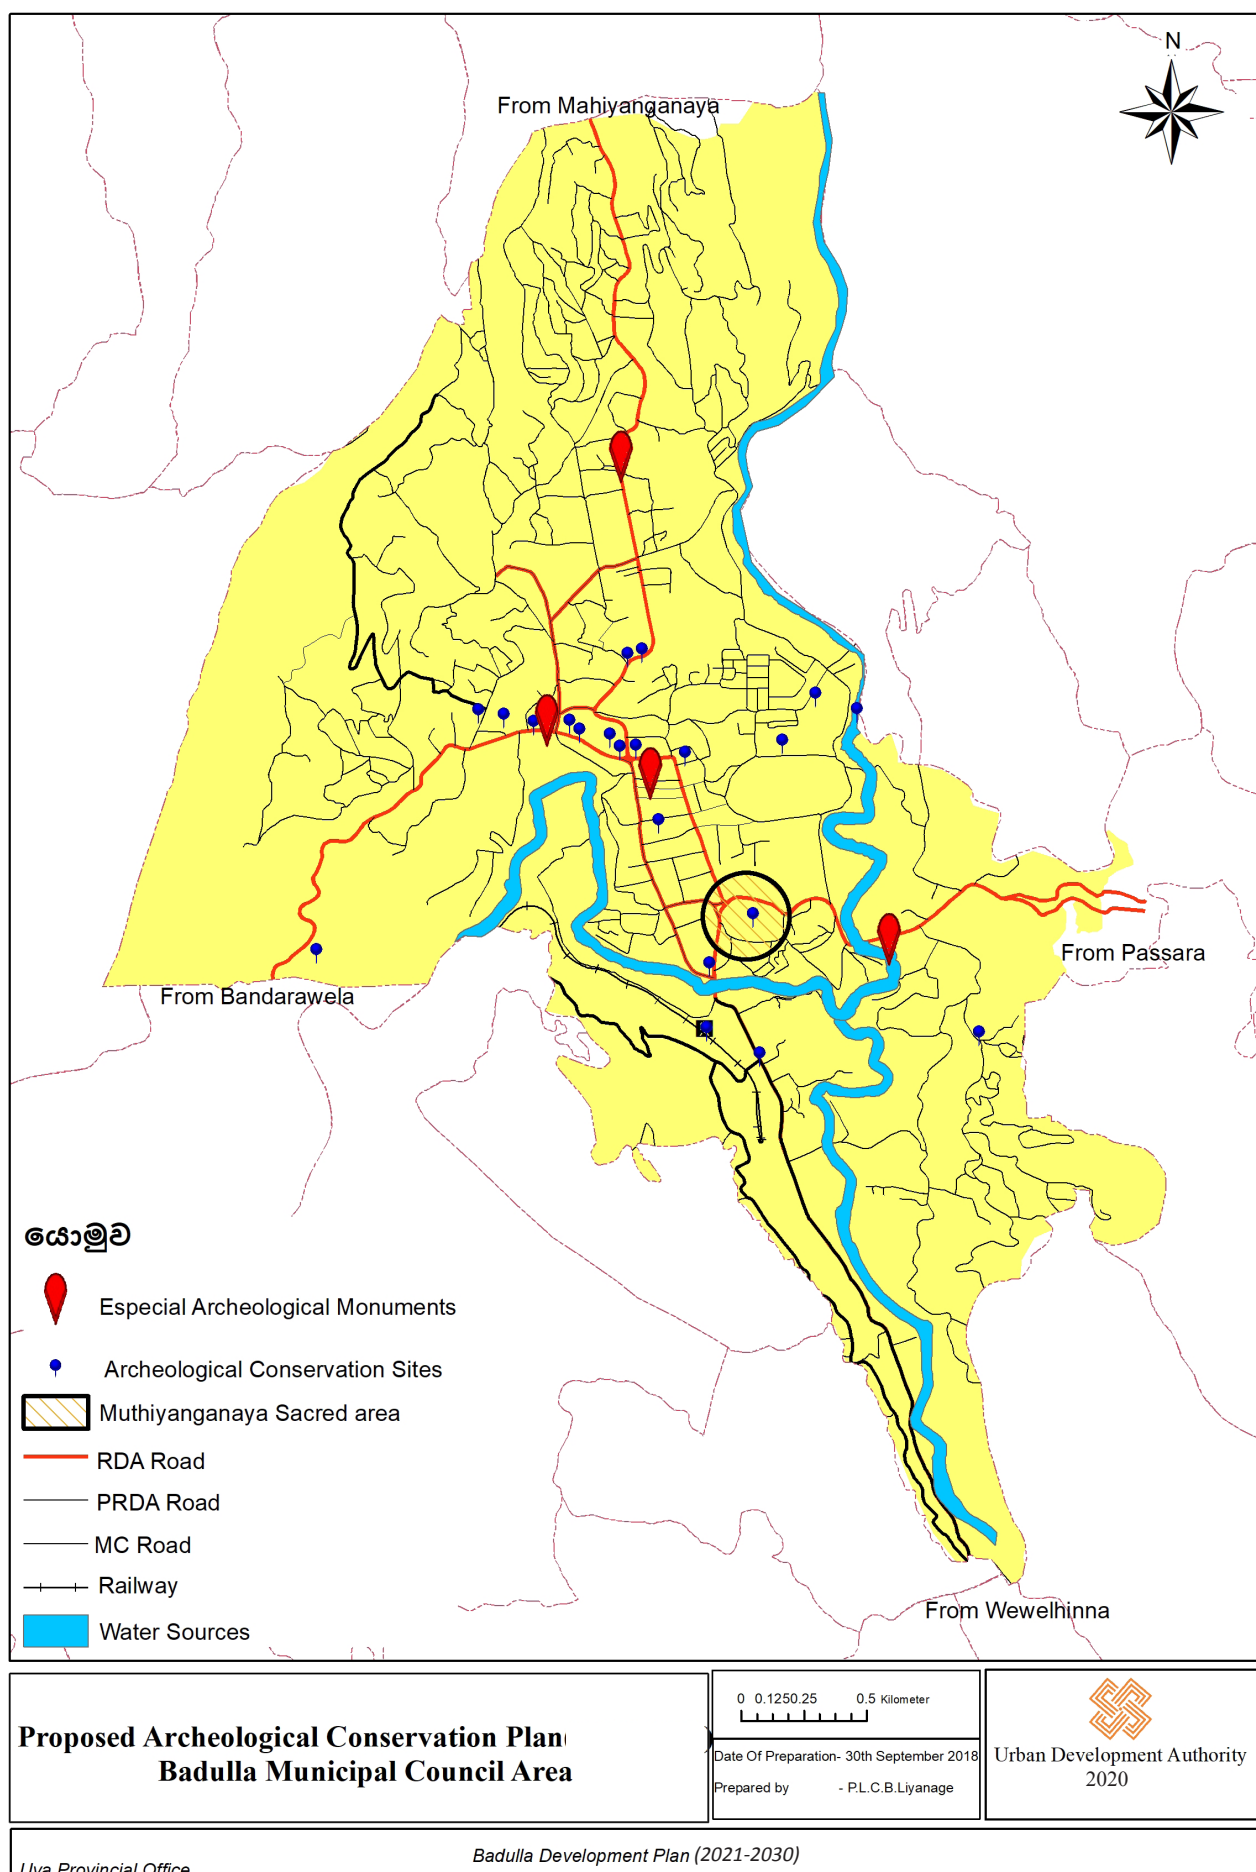 N
From Mahiyanganaya
From Passara
From Bandarawela
From Wewelhinna
යොමුව
Especial Archeological Monuments
Archeological Conservation Sites
Muthiyanganaya Sacred area
RDA Road
PRDA Road
MC Road
Railway
Water Sources
Proposed Archeological Conservation Plan(
)
Badulla Municipal Council Area
0 0.1250.25 0.5 Kilometer
Date Of Preparation- 30th September 2018
Prepared by - P.L.C.B.Liyanage
Urban Development Authority
2020
Badulla Development Plan (2021-2030)
Uva Provincial Office